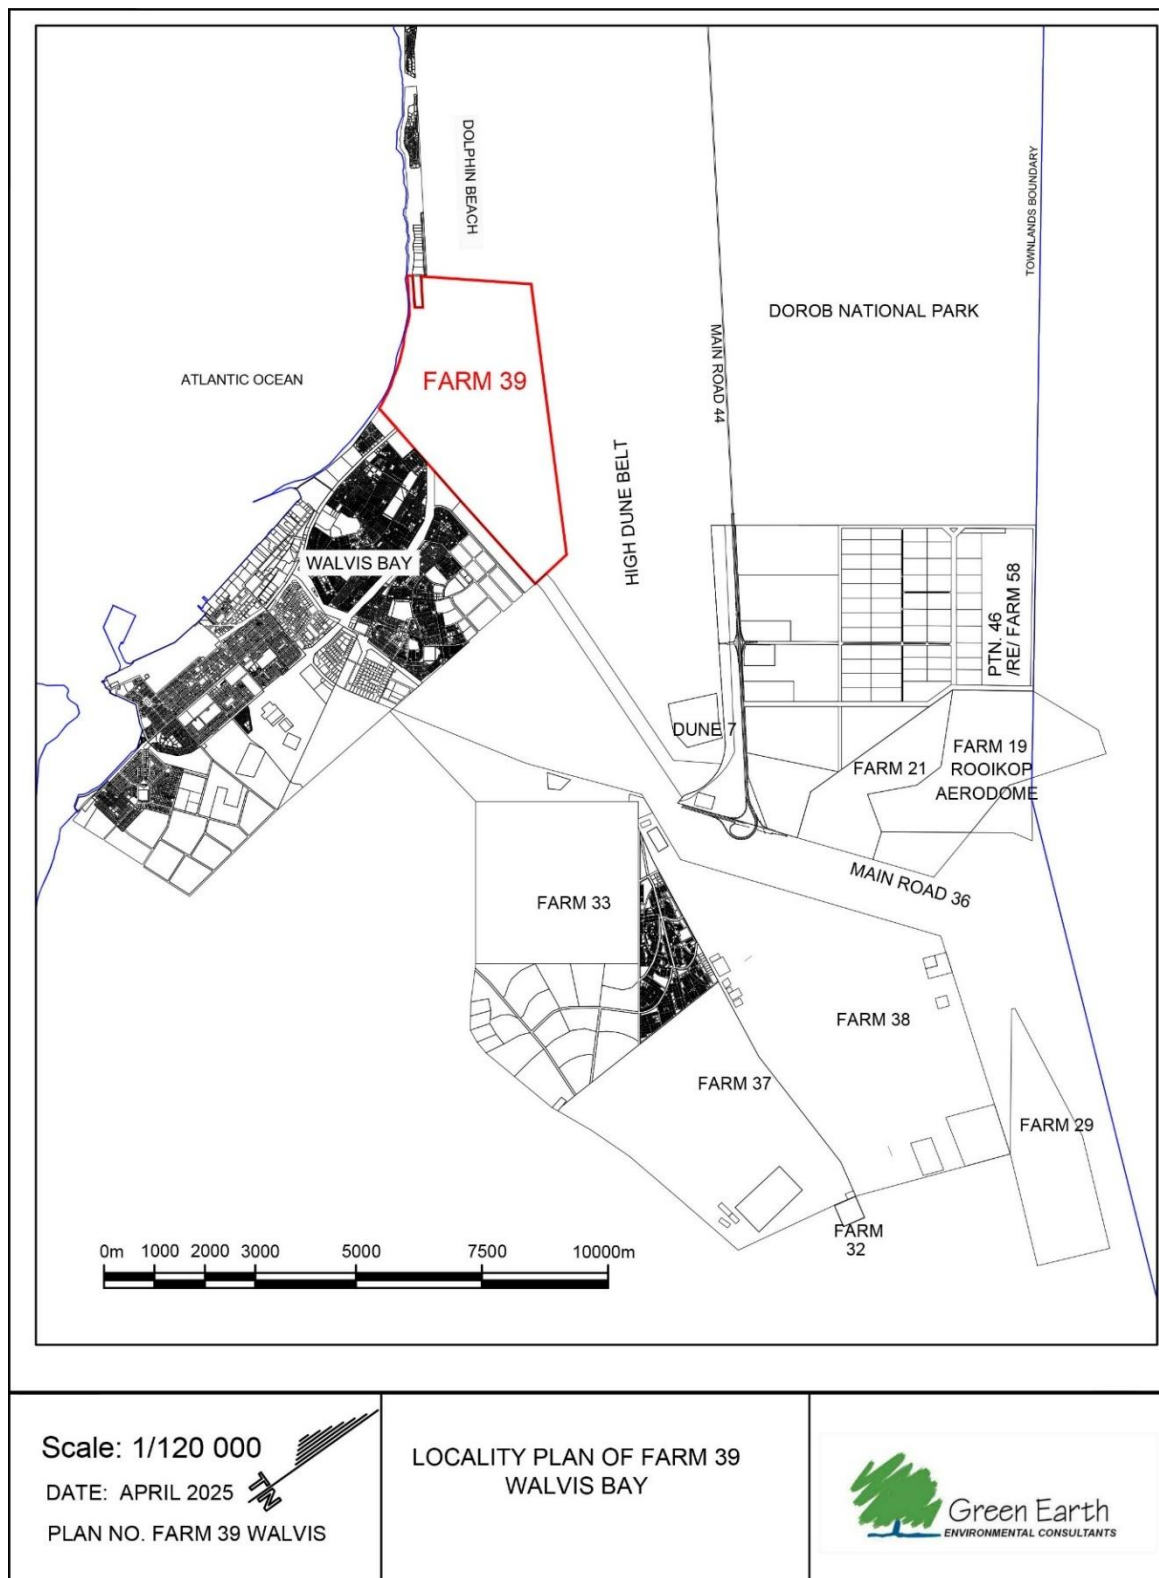 DOLPHIN BEACH
TOWNLANDS BOUNDARY
DOROB NATIONAL PARK
MAIN ROAD 44
ATLANTIC OCEAN
FARM 39
HIGH DUNE BELT
WALVIS BAY
PTN. 46
/RE/ FARM 58
DUNE 7
FARM 21
FARM 19
ROOIKOP
AERODOME
MAIN ROAD 36
FARM 33
FARM 38
FARM 37
FARM 29
FARM
32
0m 1000 2000 3000 5000 7500 10000m
Scale: 1/120 000
DATE: APRIL 2025
PLAN NO. FARM 39 WALVIS
TN
LOCALITY PLAN OF FARM 39
WALVIS BAY
Green Earth
ENVIRONMENTAL CONSULTANTS